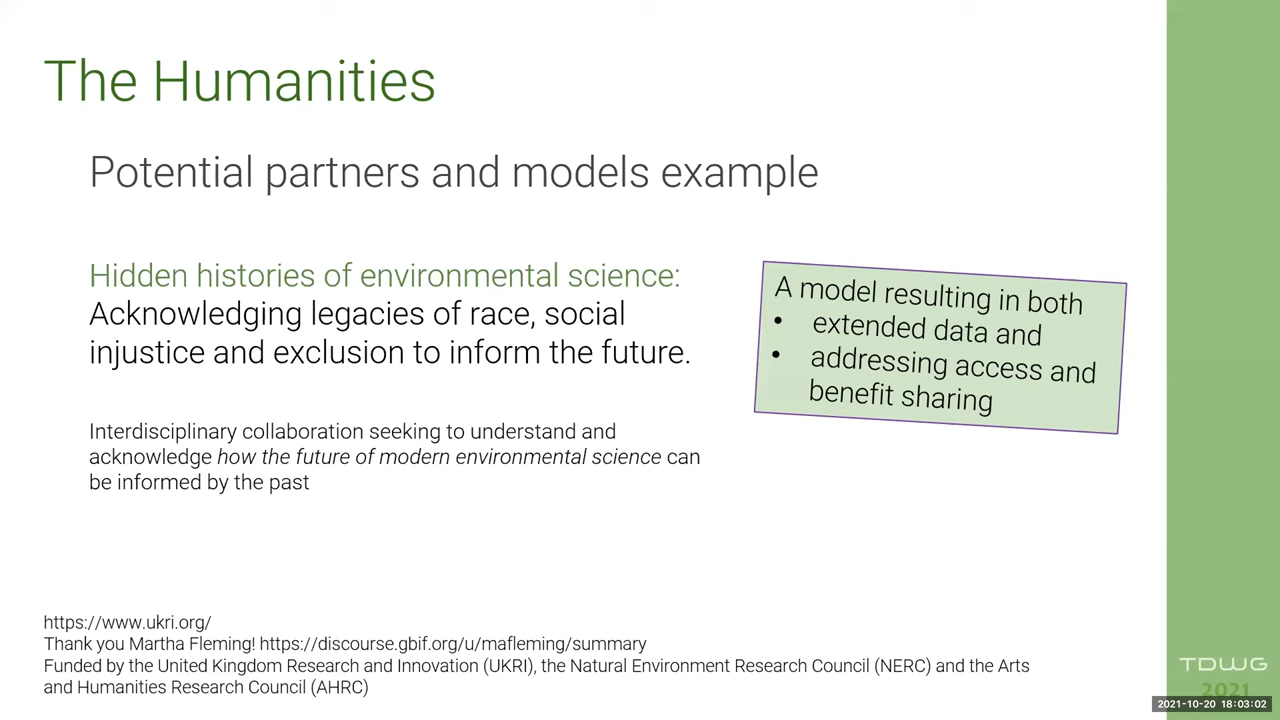 The Humanities
Potential partners and models example
Hidden histories of environmental science:
Acknowledging legacies of race, social
injustice and exclusion to inform the future.
A model resulting in both
• extended data and
• addressing access and
benefit sharing
Interdisciplinary collaboration seeking to understand and
acknowledge how the future of modern environmental science can
be informed by the past
https://www.ukri.org/
Thank you Martha Fleming! https://discourse.gbif.org/u/mafleming/summary
Funded by the United Kingdom Research and Innovation (UKRI), the Natural Environment Research Council (NERC) and the Arts
and Humanities Research Council (AHRC)
TDWG
2021
2021-10-20 18:03:02